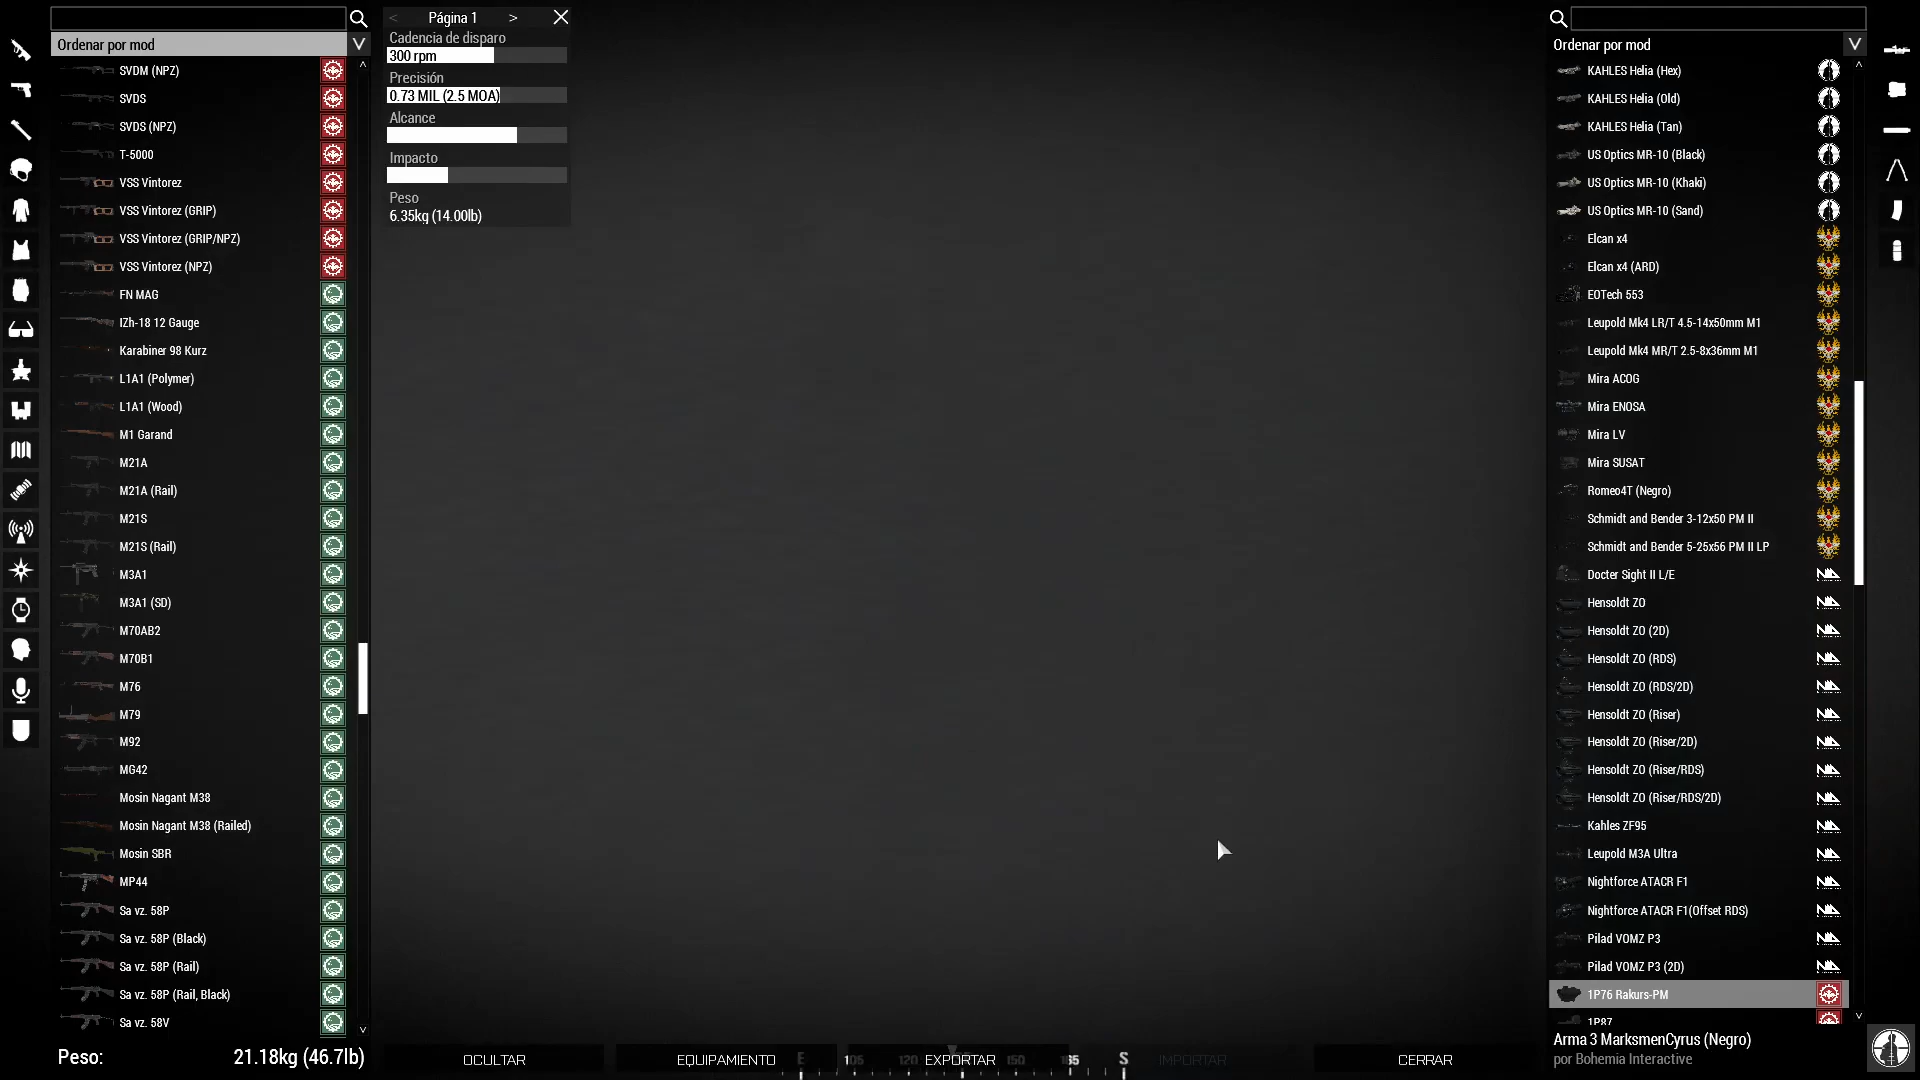 Ordenar por mod
SVDM (NPZ)
SVDS
SVDS (NPZ)
T-5000
VSS Vintorez
VSS Vintorez (GRIP)
VSS Vintorez (GRIP/NPZ)
VSS Vintorez (NPZ)
FN MAG
IZh-18 12 Gauge
Karabiner 98 Kurz
L1A1 (Polymer)
L1A1 (Wood)
M1 Garand
M21A
M21A (Rail)
M21S
M21S (Rail)
M3A1
M3A1 (SD)
M70AB2
M70B1
M76
M79
M92
MG42
Mosin Nagant M38
Mosin Nagant M38 (Railed)
Mosin SBR
MP44
Sa vz. 58P
Sa vz. 58P (Black)
Sa vz. 58P (Rail)
Sa vz. 58P (Rail, Black)
Sa vz. 58V
Peso: 21.18kg (46.7lb)
< Página 1 >
Cadencia de disparo
300 rpm
Precisión
0.73 MIL (2.5 MOA)
Alcance
Impacto
Peso
6.35kg (14.00lb)
Ordenar por mod
KAHLES Helia (Hex)
KAHLES Helia (Old)
KAHLES Helia (Tan)
US Optics MR-10 (Black)
US Optics MR-10 (Khaki)
US Optics MR-10 (Sand)
Elcan x4
Elcan x4 (ARD)
EOTech 553
Leupold Mk4 LR/T 4.5-14x50mm M1
Leupold Mk4 MR/T 2.5-8x36mm M1
Mira ACOG
Mira ENOSA
Mira LV
Mira SUSAT
Romeo4T (Negro)
Schmidt and Bender 3-12x50 PM II
Schmidt and Bender 5-25x56 PM II LP
Docter Sight II L/E
Hensoldt ZO
Hensoldt ZO (2D)
Hensoldt ZO (RDS)
Hensoldt ZO (RDS/2D)
Hensoldt ZO (Riser)
Hensoldt ZO (Riser/2D)
Hensoldt ZO (Riser/RDS)
Hensoldt ZO (Riser/RDS/2D)
Kahles ZF95
Leupold M3A Ultra
Nightforce ATACR F1
Nightforce ATACR F1(Offset RDS)
Pilad VOMZ P3
Pilad VOMZ P3 (2D)
1P76 Rakurs-PM
1P87
Arma 3 MarksmenCyrus (Negro)
por Bohemia Interactive
OCULTAR EQUIPAMIENTO E 105 120 EXPORTAR 150 165 S IMPORTAR CERRAR